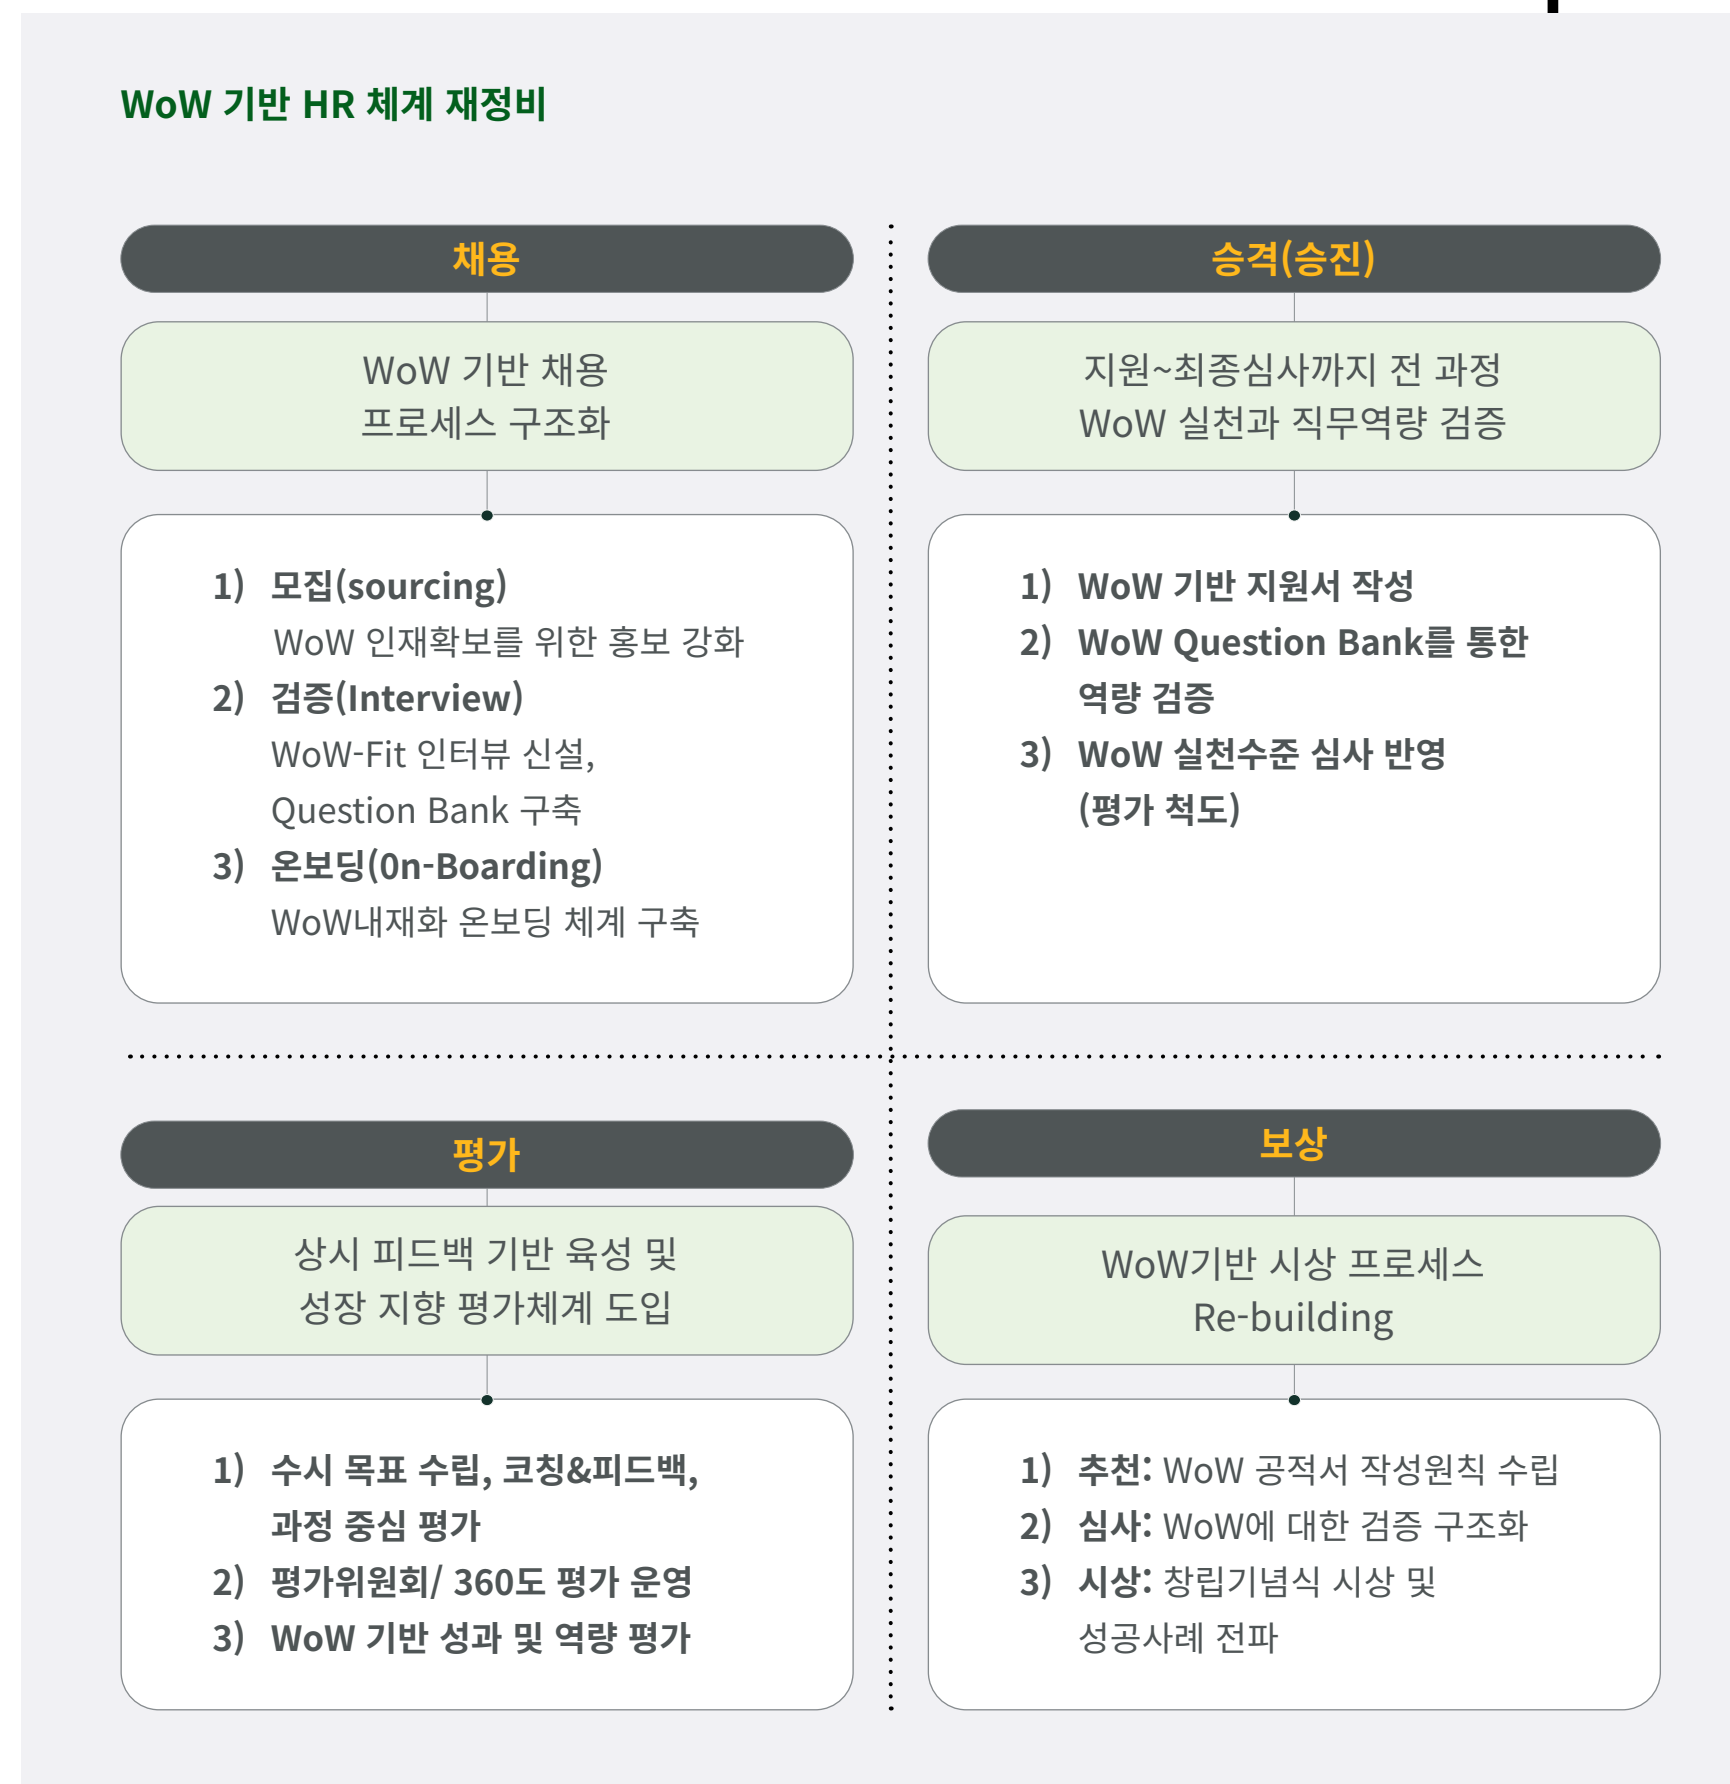 WoW 기반 HR 체계 재정비
채용
WoW 기반 채용
프로세스 구조화
1) 모집(sourcing)
WoW 인재확보를 위한 홍보 강화
2) 검증(Interview)
WoW-Fit 인터뷰 신설,
Question Bank 구축
3) 온보딩(0n-Boarding)
WoW내재화 온보딩 체계 구축
승격(승진)
지원~최종심사까지 전 과정
WoW 실천과 직무역량 검증
1) WoW 기반 지원서 작성
2) WoW Question Bank를 통한
역량 검증
3) WoW 실천수준 심사 반영
(평가 척도)
평가
상시 피드백 기반 육성 및
성장 지향 평가체계 도입
1) 수시 목표 수립, 코칭&피드백,
과정 중심 평가
2) 평가위원회/ 360도 평가 운영
3) WoW 기반 성과 및 역량 평가
보상
WoW기반 시상 프로세스
Re-building
1) 추천: WoW 공적서 작성원칙 수립
2) 심사: WoW에 대한 검증 구조화
3) 시상: 창립기념식 시상 및
성공사례 전파